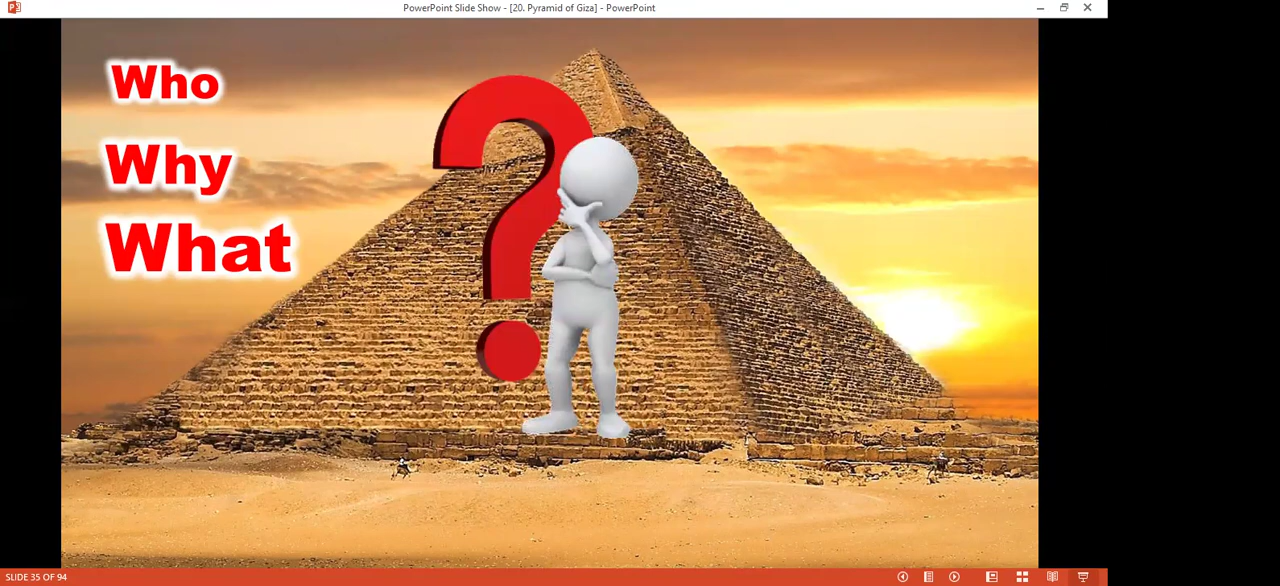 PowerPoint Slide Show - [20. Pyramid of Giza] - PowerPoint
Who
Why
What
?
SLIDE 35 OF 94